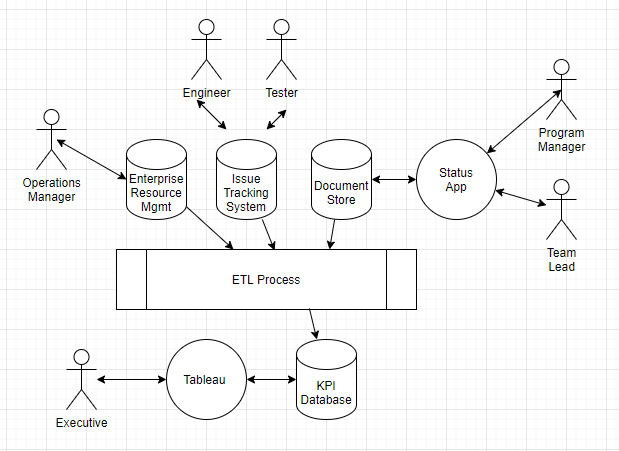 Engineer
Tester
Program
Manager
Operations
Manager
Enterprise
Resource
Mgmt
Issue
Tracking
System
Document
Store
Status
App
Team
Lead
ETL Process
Tableau
KPI
Database
Executive